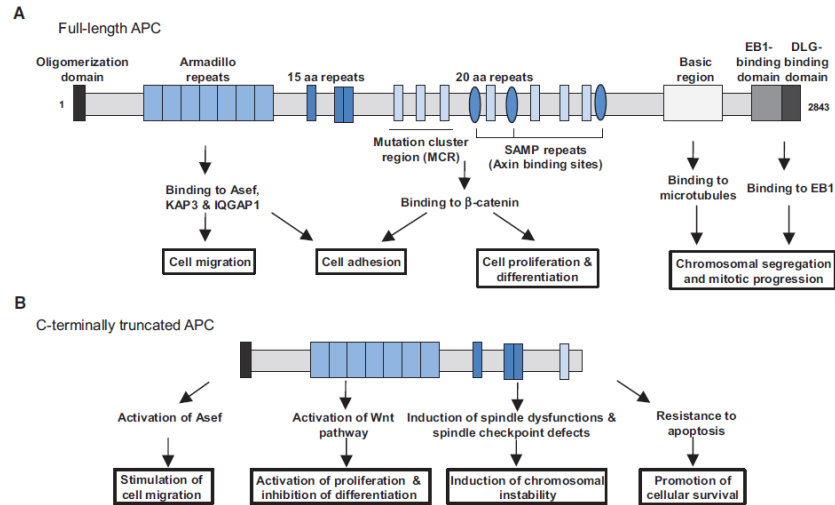 A
Full-length APC
Oligomerization
domain
Armadillo
repeats
15 aa repeats
20 aa repeats
Basic
region
EB1-
binding
domain
DLG-
binding
domain
1
2843
Mutation cluster
region (MCR)
SAMP repeats
(Axin binding sites)
Binding to Asef,
KAP3 & IQGAP1
Binding to β-catenin
Binding to
microtubules
Binding to EB1
Cell migration
Cell adhesion
Cell proliferation &
differentiation
Chromosomal segregation
and mitotic progression
B
C-terminally truncated APC
Activation of Asef
Activation of Wnt
pathway
Induction of spindle dysfunctions &
spindle checkpoint defects
Resistance to
apoptosis
Stimulation of
cell migration
Activation of proliferation &
inhibition of differentiation
Induction of chromosomal
instability
Promotion of
cellular survival